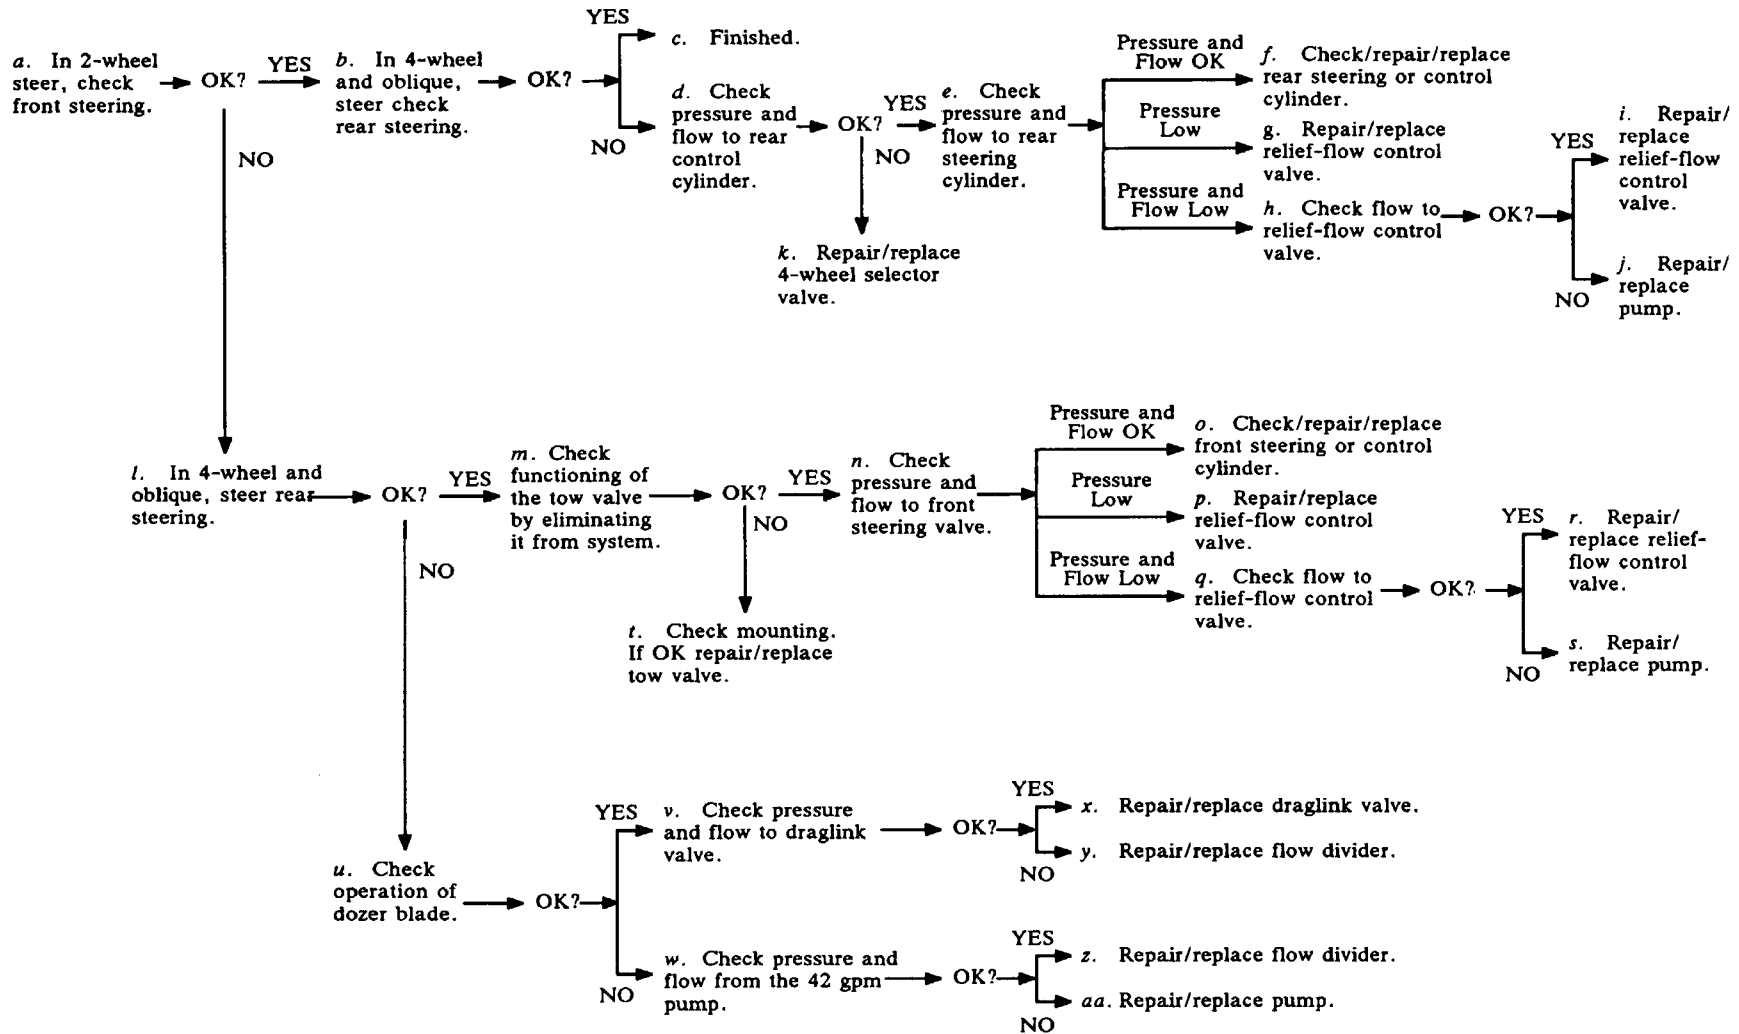 a. In 2-wheel
steer, check
front steering.
OK?
YES
NO
b. In 4-wheel
and oblique,
steer check
rear steering.
OK?
YES
c. Finished.
NO
d. Check
pressure and
flow to rear
control
cylinder.
OK?
YES
NO
k. Repair/replace
4-wheel selector
valve.
e. Check
pressure and
flow to rear
steering
cylinder.
Pressure and
Flow OK
f. Check/repair/replace
rear steering or control
cylinder.
Pressure
Low
g. Repair/replace
relief-flow control
valve.
Pressure and
Flow Low
h. Check flow to
relief-flow control
valve.
OK?
YES
i. Repair/
replace
relief-flow
control
valve.
NO
j. Repair/
replace
pump.
l. In 4-wheel and
oblique, steer rear
steering.
OK?
YES
NO
m. Check
functioning of
the tow valve
by eliminating
it from system.
OK?
YES
NO
t. Check mounting.
If OK repair/replace
tow valve.
n. Check
pressure and
flow to front
steering valve.
Pressure and
Flow OK
o. Check/repair/replace
front steering or control
cylinder.
Pressure
Low
p. Repair/replace
relief-flow control
valve.
Pressure and
Flow Low
q. Check flow to
relief-flow control
valve.
OK?
YES
r. Repair/
replace relief-
flow control
valve.
NO
s. Repair/
replace pump.
u. Check
operation of
dozer blade.
OK?
YES
v. Check pressure
and flow to draglink
valve.
OK?
YES
x. Repair/replace draglink valve.
NO
y. Repair/replace flow divider.
NO
w. Check pressure and
flow from the 42 gpm
pump.
OK?
YES
z. Repair/replace flow divider.
NO
aa. Repair/replace pump.